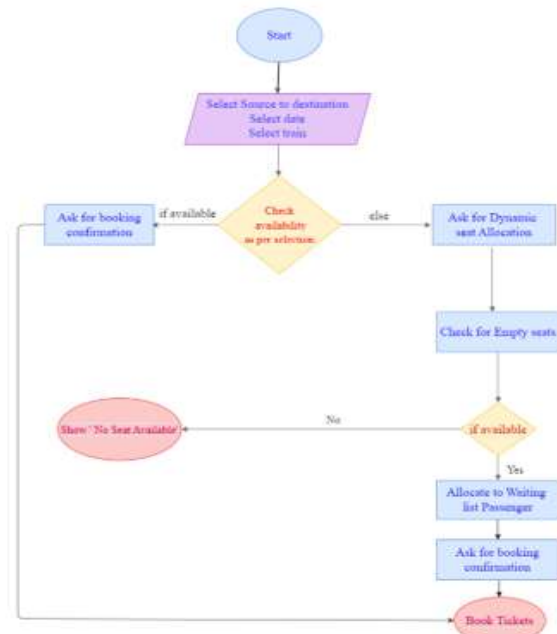 Start
Select Source to destination
Select date
Select train
Ask for booking
confirmation
if available
Check
availability
as per selection
else
Ask for Dynamic
seat Allocation
Check for Empty seats
Show "No Seat Available'
No
if available
Yes
Allocate to Waiting
list Passenger
Ask for booking
confirmation
Book Tickets